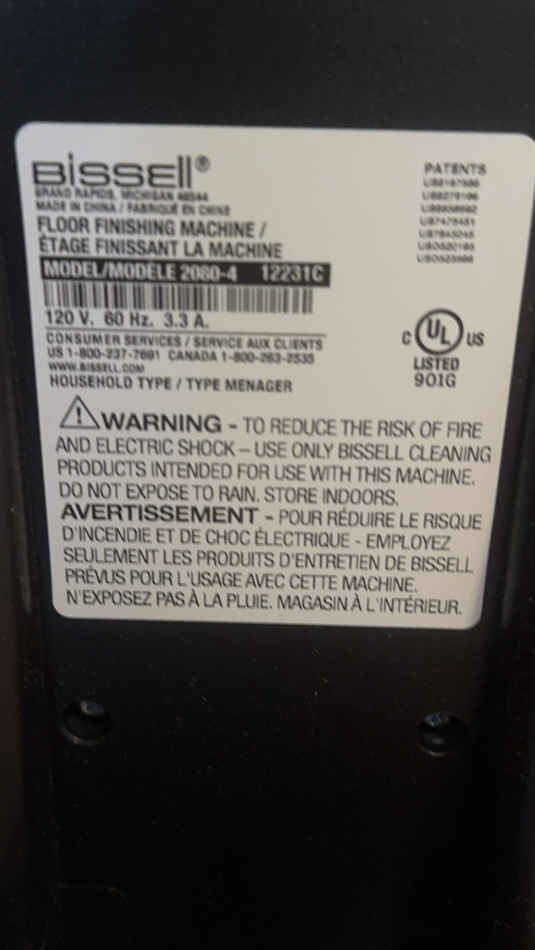 BISSELL®
GRAND RAPIDS, MICHIGAN 49544
MADE IN CHINA / FABRIQUÉ EN CHINE
FLOOR FINISHING MACHINE /
ÉTAGE FINISSANT LA MACHINE
MODEL/MODÈLE 2080-4 12231C
120 V. 60 Hz. 3.3 A.
CONSUMER SERVICES / SERVICE AUX CLIENTS
US 1-800-237-7691 CANADA 1-800-263-2535
WWW.BISSELL.COM
HOUSEHOLD TYPE / TYPE MENAGER
PATENTS
C UL US
LISTED
901G
WARNING - TO REDUCE THE RISK OF FIRE
AND ELECTRIC SHOCK – USE ONLY BISSELL CLEANING
PRODUCTS INTENDED FOR USE WITH THIS MACHINE.
DO NOT EXPOSE TO RAIN. STORE INDOORS.
AVERTISSEMENT - POUR RÉDUIRE LE RISQUE
D'INCENDIE ET DE CHOC ÉLECTRIQUE - EMPLOYEZ
SEULEMENT LES PRODUITS D'ENTRETIEN DE BISSELL
PRÉVUS POUR L'USAGE AVEC CETTE MACHINE.
N'EXPOSEZ PAS À LA PLUIE. MAGASIN À L'INTÉRIEUR.